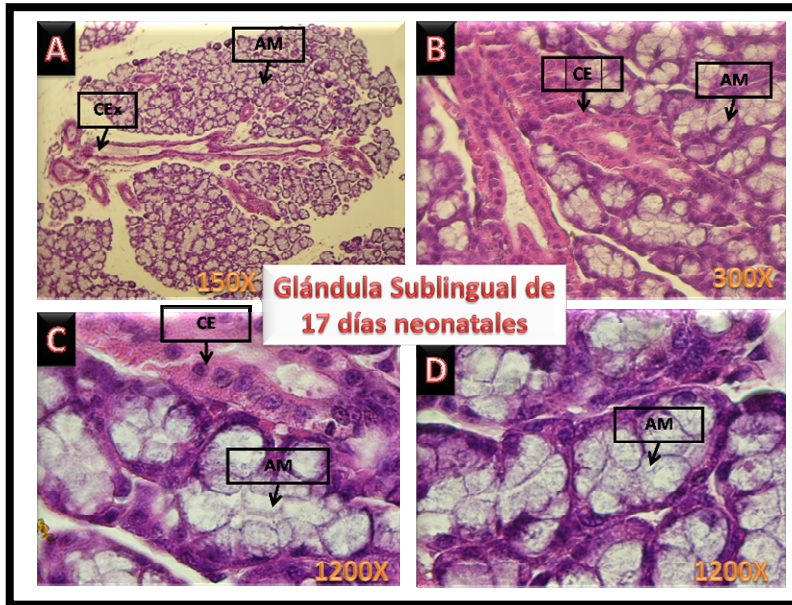 A
AM
CEx
150X
B
CE
AM
300X
Glándula Sublingual de
17 días neonatales
C
CE
AM
1200X
D
AM
1200X